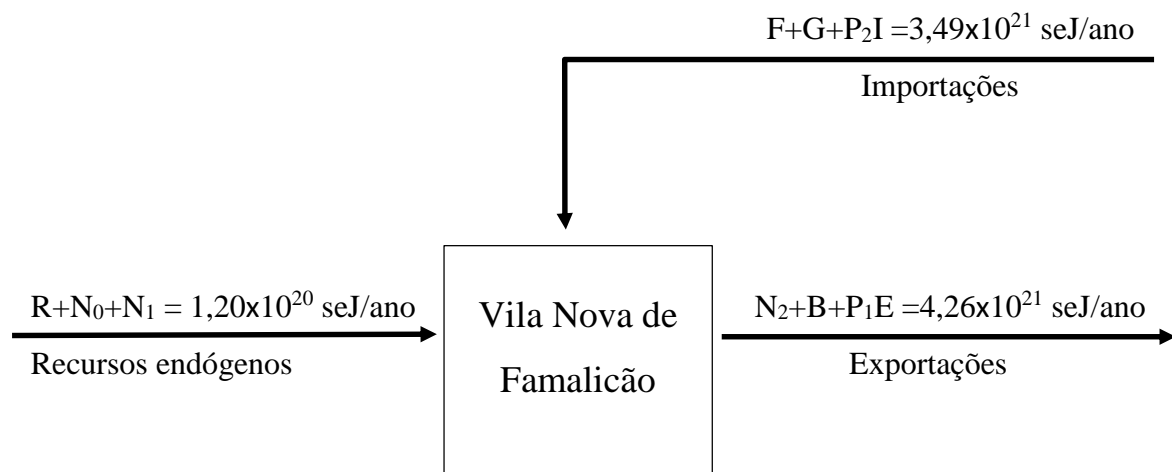 F+G+P₂I =3,49x10²¹ seJ/ano
Importações
R+N₀+N₁ = 1,20x10²⁰ seJ/ano
Recursos endógenos
Vila Nova de
Famalicão
N₂+B+P₁E =4,26x10²¹ seJ/ano
Exportações